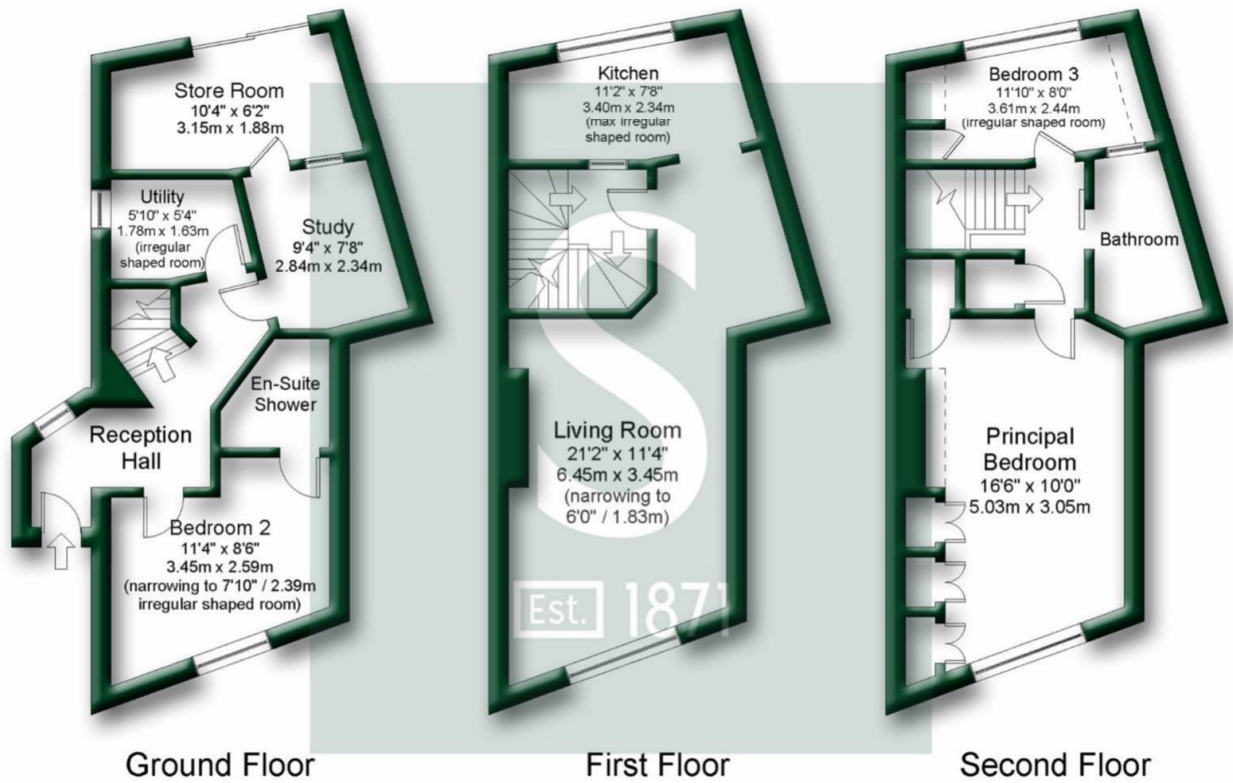 Store Room
10'4" x 6'2"
3.15m x 1.88m
Utility
5'10" x 5'4"
1.78m x 1.63m
(irregular
shaped room)
Study
9'4" x 7'8"
2.84m x 2.34m
En-Suite
Shower
Reception
Hall
Bedroom 2
11'4" x 8'6"
3.45m x 2.59m
(narrowing to 7'10" / 2.39m
irregular shaped room)
Ground Floor
Kitchen
11'2" x 7'8"
3.40m x 2.34m
(max irregular
shaped room)
S
Living Room
21'2" x 11'4"
6.45m x 3.45m
(narrowing to
6'0" / 1.83m)
Est. 1871
First Floor
Bedroom 3
11'10" x 8'0"
3.61m x 2.44m
(irregular shaped room)
Bathroom
Principal
Bedroom
16'6" x 10'0"
5.03m x 3.05m
Second Floor